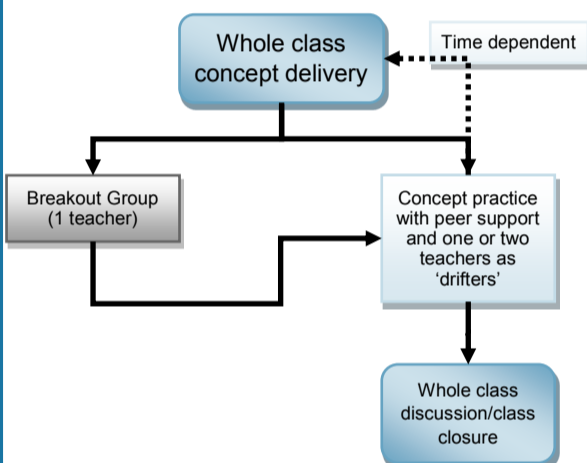 Whole class
concept delivery
Time dependent
Breakout Group
(1 teacher)
Concept practice
with peer support
and one or two
teachers as
‘drifters’
Whole class
discussion/class
closure